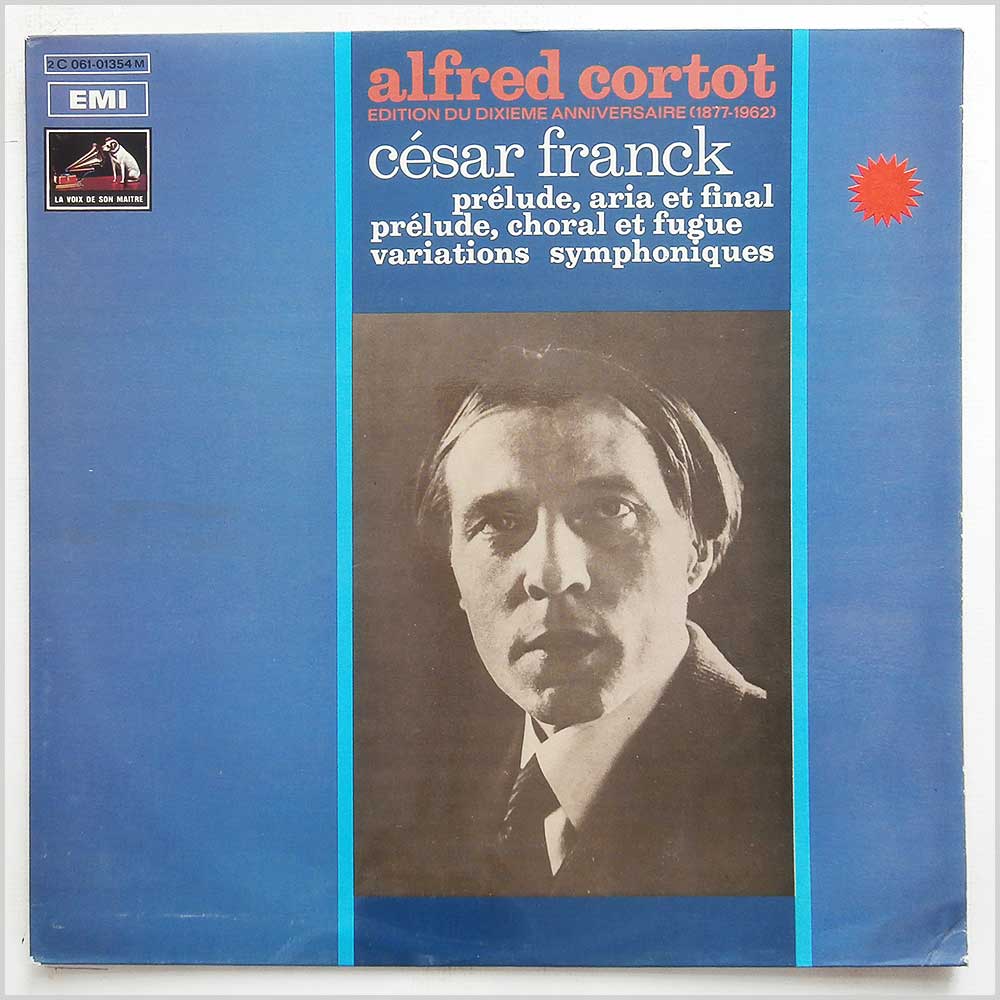 2 C 061-01354 M
EMI
LA VOIX DE SON MAITRE
alfred cortot
EDITION DU DIXIEME ANNIVERSAIRE (1877-1962)
césar franck
prélude, aria et final
prélude, choral et fugue
variations symphoniques